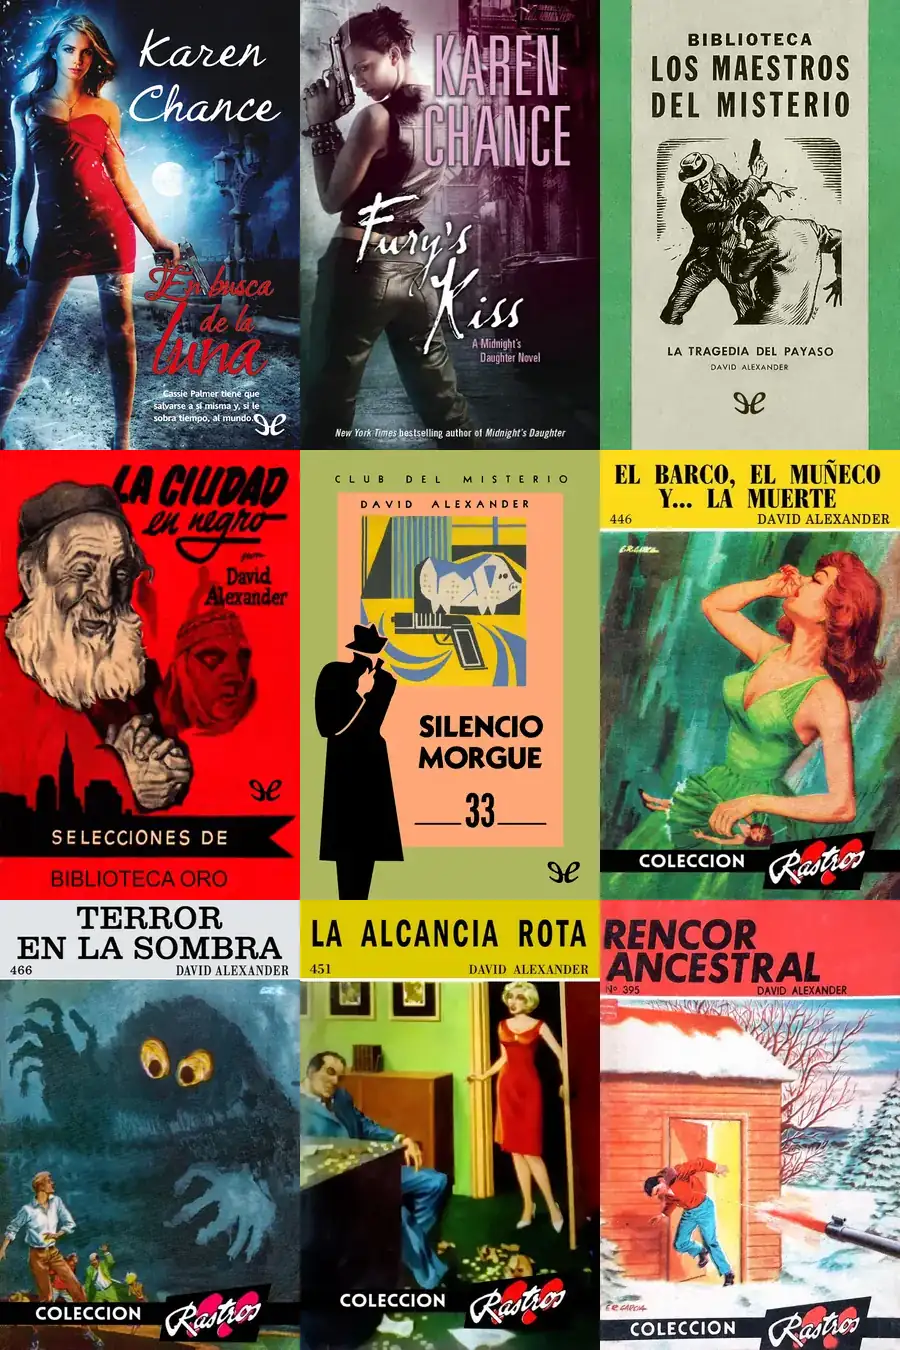 Karen
Chance
En busca
de la
luna
Cassie Palmer tiene que
salvarse a sí misma y, si le
sobra tiempo, al mundo.
KAREN
CHANCE
Fury's
Kiss
A Midnight's
Daughter Novel
New York Times bestselling author of Midnight's Daughter
BIBLIOTECA
LOS MAESTROS
DEL MISTERIO
LA TRAGEDIA DEL PAYASO
DAVID ALEXANDER
LA CIUDAD
en negro
por
David
Alexander
SELECCIONES DE
BIBLIOTECA ORO
CLUB DEL MISTERIO
DAVID ALEXANDER
SILENCIO
MORGUE
33
EL BARCO, EL MUÑECO
Y... LA MUERTE
446 DAVID ALEXANDER
COLECCION Rastros
TERROR
EN LA SOMBRA
466 DAVID ALEXANDER
COLECCION Rastros
LA ALCANCIA ROTA
451 DAVID ALEXANDER
COLECCION Rastros
RENCOR
ANCESTRAL
Nº 395 DAVID ALEXANDER
COLECCION Rastros